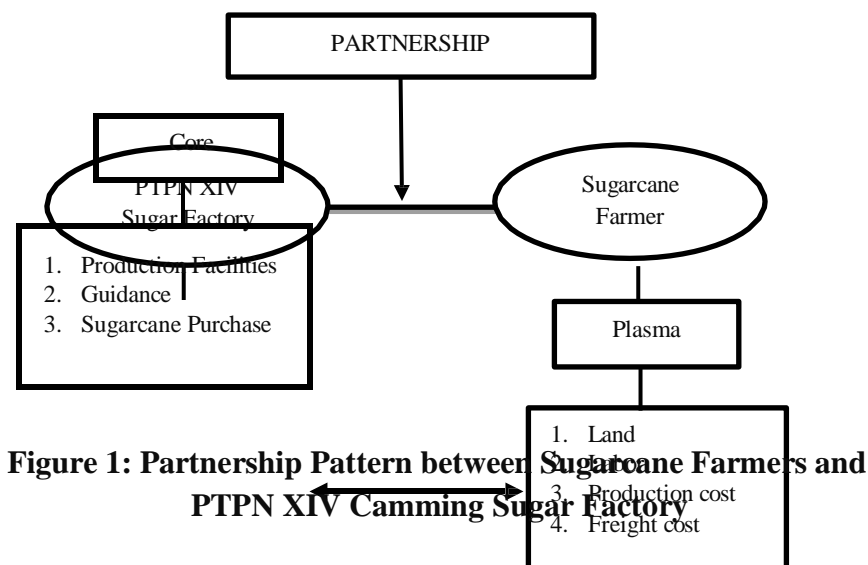 PARTNERSHIP
Core
PTPN XIV
Sugar Factory
1. Production Facilities
2. Guidance
3. Sugarcane Purchase
Sugarcane
Farmer
Plasma
1. Land
2. Labor
3. Production cost
4. Freight cost
Figure 1: Partnership Pattern between Sugarcane Farmers and
PTPN XIV Camming Sugar Factory